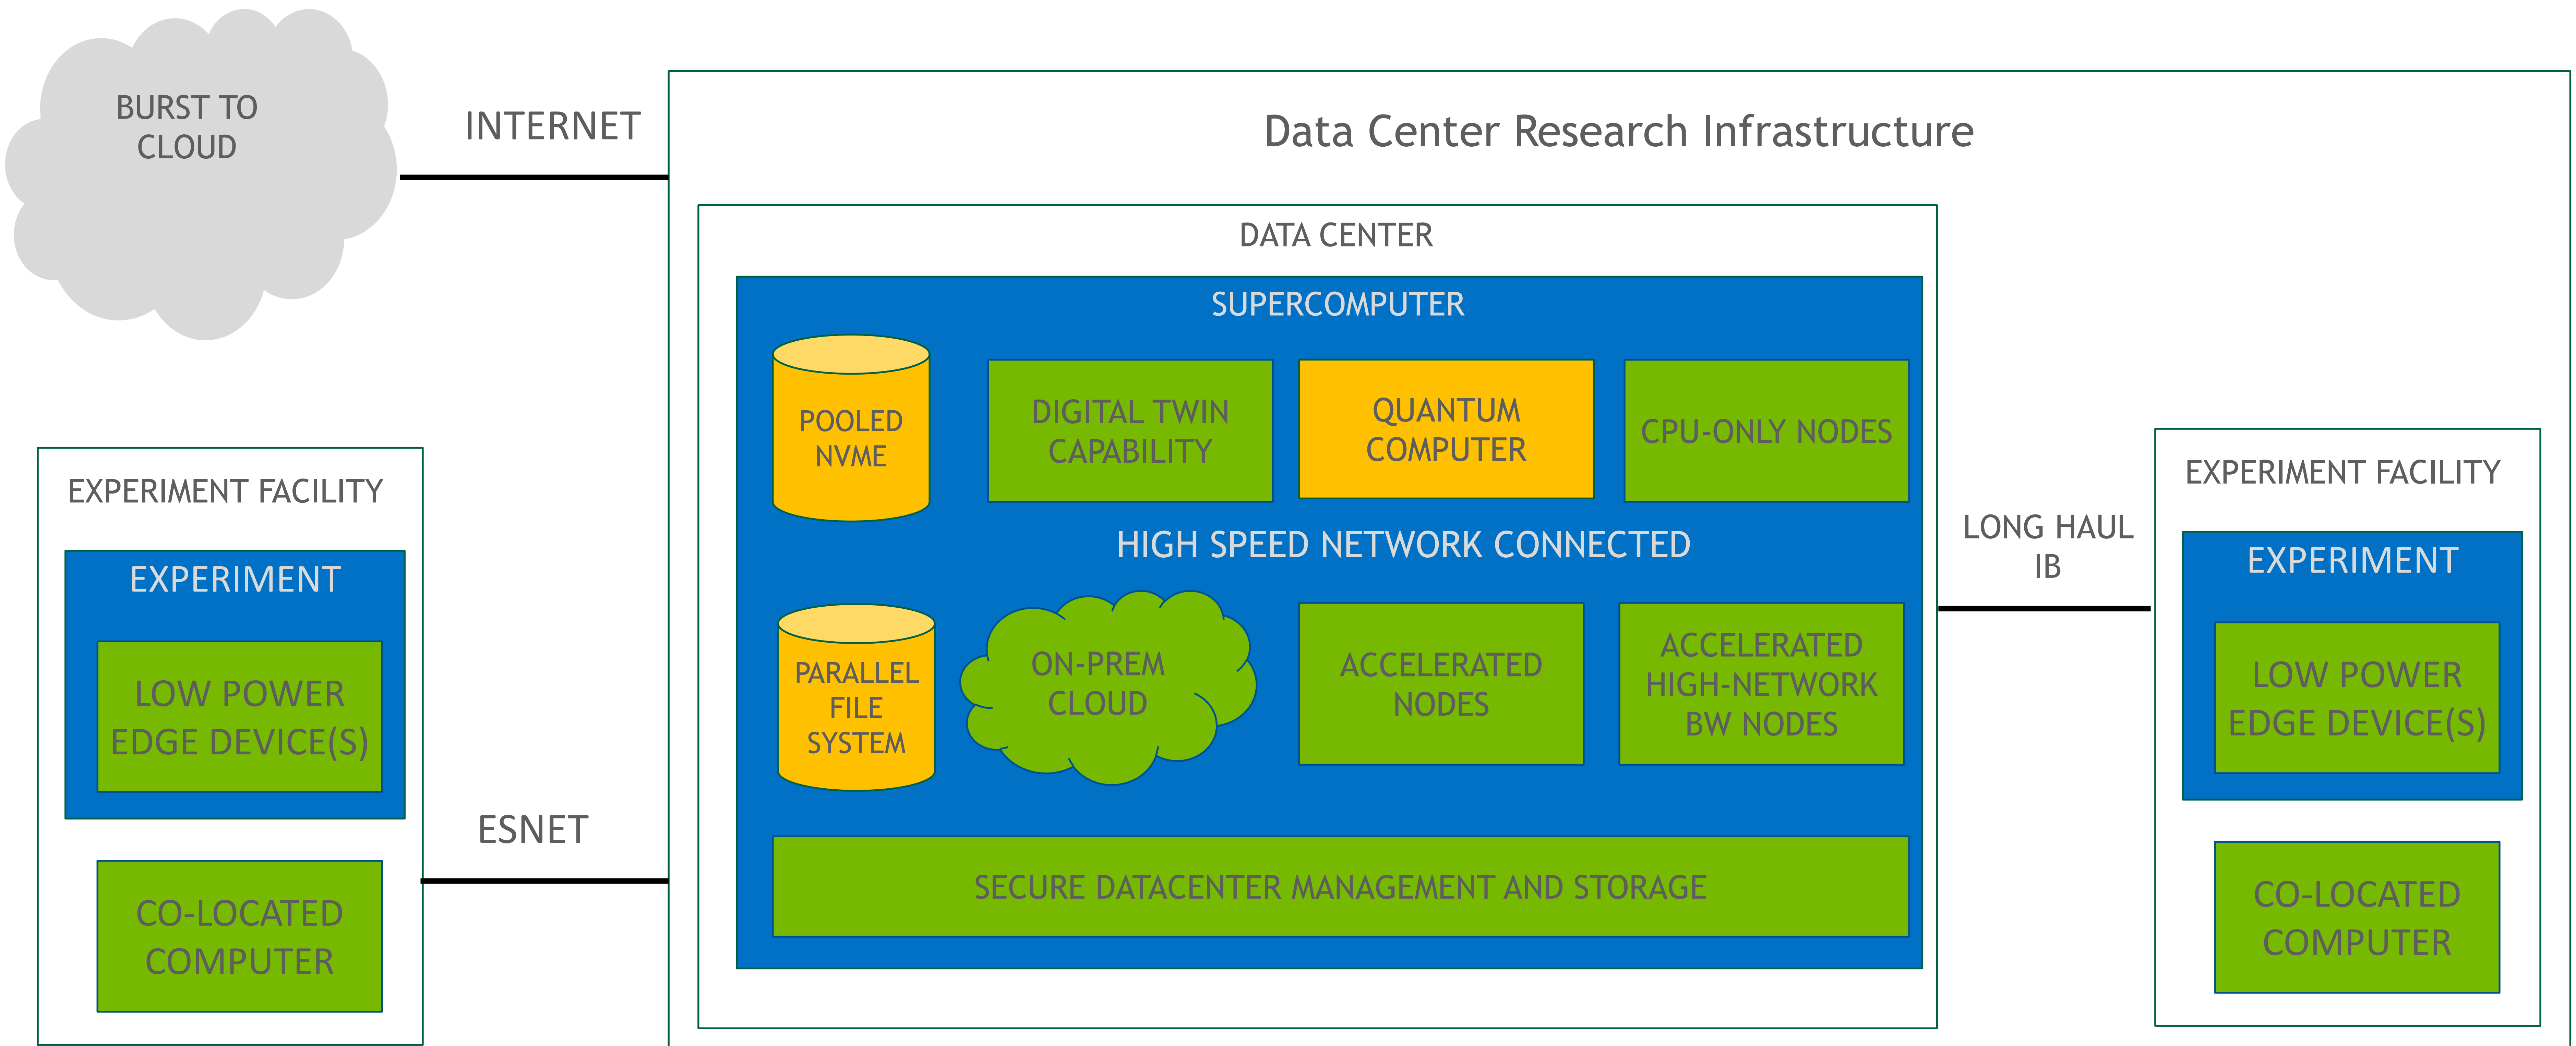 BURST TO
CLOUD
INTERNET
Data Center Research Infrastructure
DATA CENTER
SUPERCOMPUTER
POOLED
NVME
DIGITAL TWIN
CAPABILITY
QUANTUM
COMPUTER
CPU-ONLY NODES
HIGH SPEED NETWORK CONNECTED
PARALLEL
FILE
SYSTEM
ON-PREM
CLOUD
ACCELERATED
NODES
ACCELERATED
HIGH-NETWORK
BW NODES
SECURE DATACENTER MANAGEMENT AND STORAGE
EXPERIMENT FACILITY
EXPERIMENT
LOW POWER
EDGE DEVICE(S)
CO-LOCATED
COMPUTER
ESNET
LONG HAUL
IB
EXPERIMENT FACILITY
EXPERIMENT
LOW POWER
EDGE DEVICE(S)
CO-LOCATED
COMPUTER